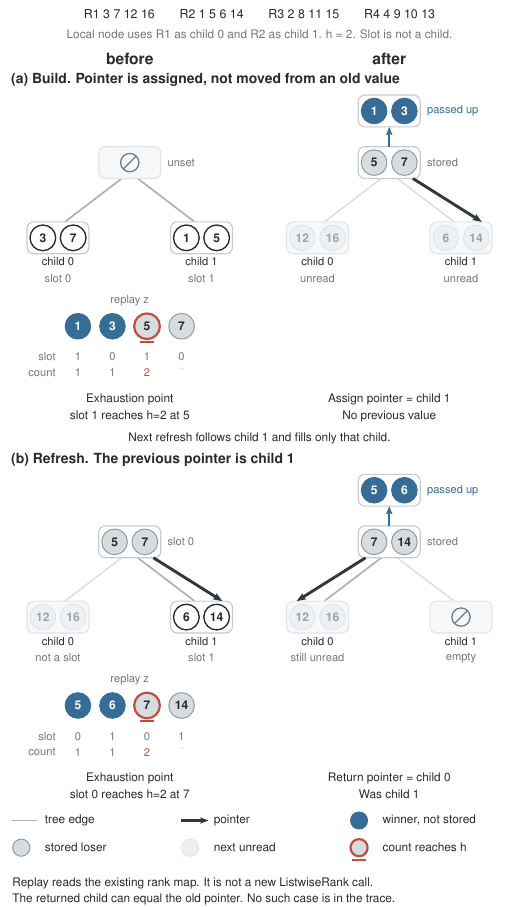 R1 3 7 12 16 R2 1 5 6 14 R3 2 8 11 15 R4 4 9 10 13
Local node uses R1 as child 0 and R2 as child 1. h = 2. Slot is not a child.
before after
(a) Build. Pointer is assigned, not moved from an old value
1 3 passed up
unset 5 7 stored
3 7 1 5 12 16 6 14
child 0 child 1 child 0 child 1
slot 0 slot 1 unread unread
replay z
1 3 5 7
slot 1 0 1 0
count 1 1 2 –
Exhaustion point Assign pointer = child 1
slot 1 reaches h=2 at 5 No previous value
Next refresh follows child 1 and fills only that child.
(b) Refresh. The previous pointer is child 1
5 6 passed up
5 7 slot 0 7 14 stored
12 16 6 14 12 16
child 0 child 1 child 0 child 1
not a slot slot 1 still unread empty
replay z
5 6 7 14
slot 0 1 0 1
count 1 1 2 –
Exhaustion point Return pointer = child 0
slot 0 reaches h=2 at 7 Was child 1
tree edge pointer winner, not stored
stored loser next unread count reaches h
Replay reads the existing rank map. It is not a new ListwiseRank call.
The returned child can equal the old pointer. No such case is in the trace.